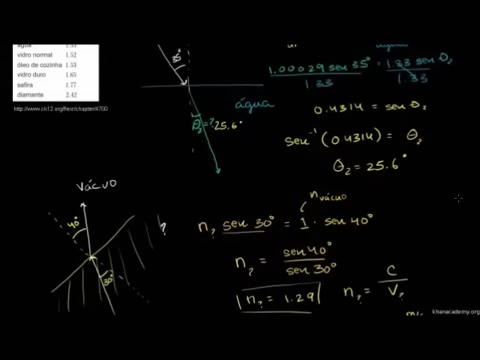 água 1.33
vidro normal 1.52
óleo de cozinha 1.53
vidro duro 1.65
safira 1.77
diamante 2.42
http://www.ck12.org/flexr/chapter/4700
35°
água
θ₂=? 25.6°
1.00029 sen 35° = 1.33 sen θ₂
1.33 1.33
0.4314 = sen θ₂
sen⁻¹ (0.4314) = θ₂
θ₂ = 25.6°
vácuo
40°
30°
?
n vácuo
n? sen 30° = 1 · sen 40°
n? = sen 40° / sen 30°
n? = 1.29
n? = C / V?
khanacademy.org